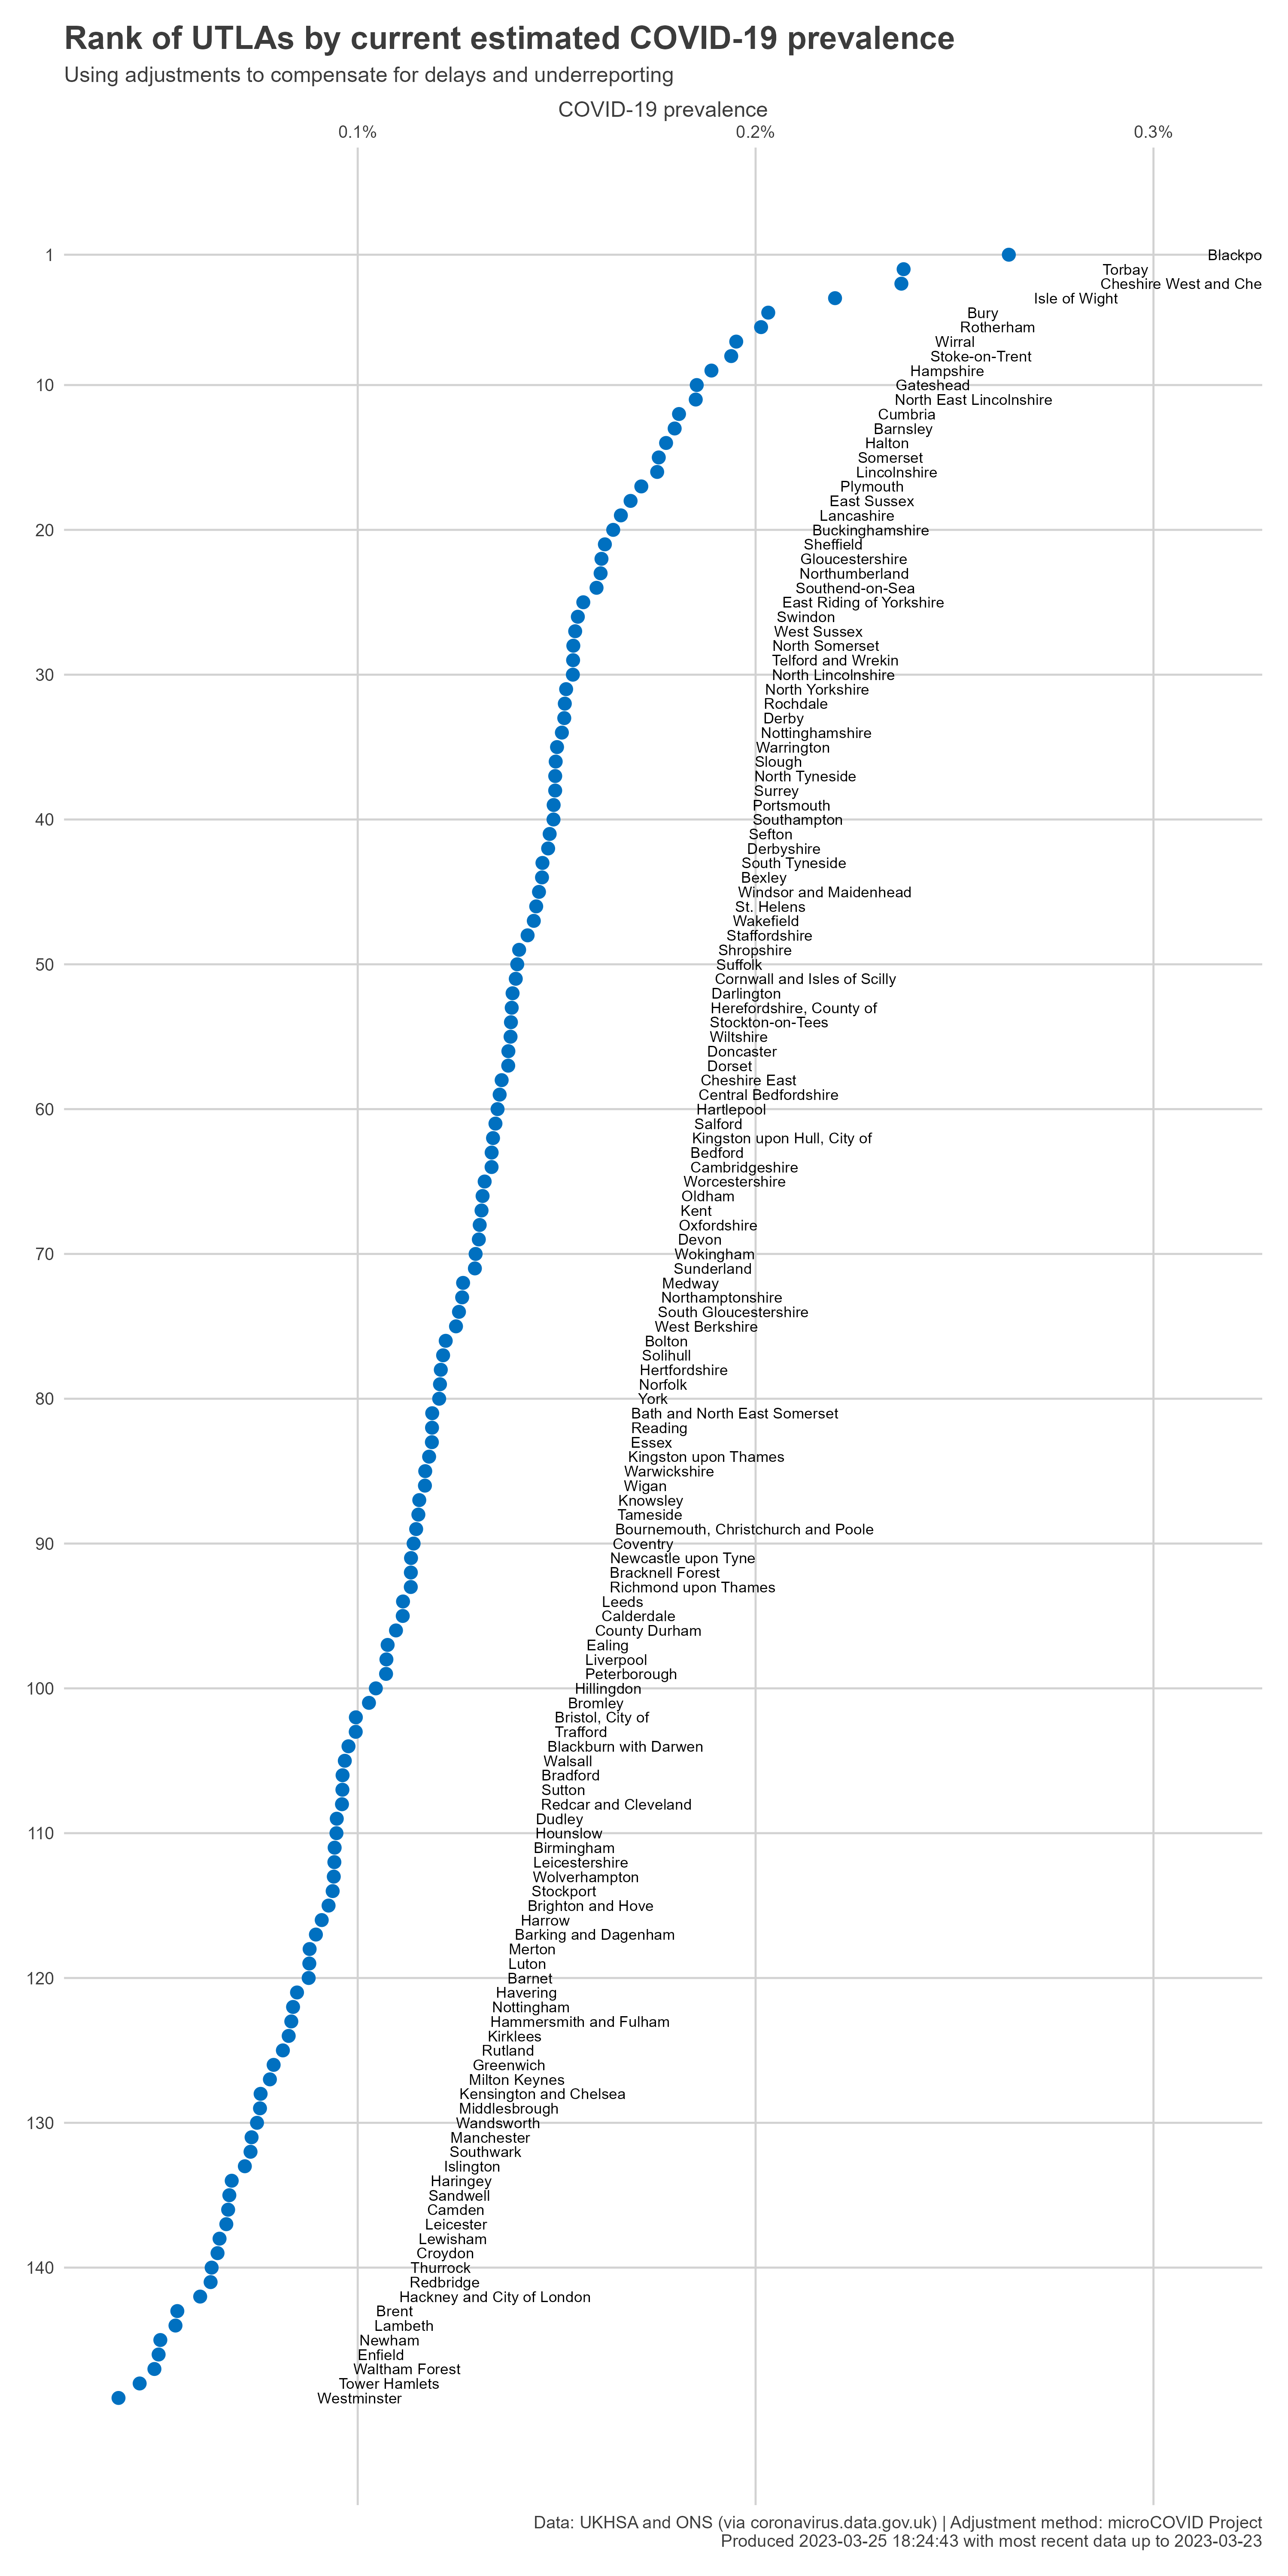 Rank of UTLAs by current estimated COVID-19 prevalence
Using adjustments to compensate for delays and underreporting
COVID-19 prevalence
0.1% 0.2% 0.3%
1 Blackpo
Torbay
Cheshire West and Che
Isle of Wight
Bury
Rotherham
Wirral
Stoke-on-Trent
Hampshire
10 Gateshead
North East Lincolnshire
Cumbria
Barnsley
Halton
Somerset
Lincolnshire
Plymouth
East Sussex
Lancashire
20 Buckinghamshire
Sheffield
Gloucestershire
Northumberland
Southend-on-Sea
East Riding of Yorkshire
Swindon
West Sussex
North Somerset
Telford and Wrekin
30 North Lincolnshire
North Yorkshire
Rochdale
Derby
Nottinghamshire
Warrington
Slough
North Tyneside
Surrey
Portsmouth
40 Southampton
Sefton
Derbyshire
South Tyneside
Bexley
Windsor and Maidenhead
St. Helens
Wakefield
Staffordshire
Shropshire
50 Suffolk
Cornwall and Isles of Scilly
Darlington
Herefordshire, County of
Stockton-on-Tees
Wiltshire
Doncaster
Dorset
Cheshire East
Central Bedfordshire
60 Hartlepool
Salford
Kingston upon Hull, City of
Bedford
Cambridgeshire
Worcestershire
Oldham
Kent
Oxfordshire
Devon
70 Wokingham
Sunderland
Medway
Northamptonshire
South Gloucestershire
West Berkshire
Bolton
Solihull
Hertfordshire
Norfolk
80 York
Bath and North East Somerset
Reading
Essex
Kingston upon Thames
Warwickshire
Wigan
Knowsley
Tameside
Bournemouth, Christchurch and Poole
90 Coventry
Newcastle upon Tyne
Bracknell Forest
Richmond upon Thames
Leeds
Calderdale
County Durham
Ealing
Liverpool
Peterborough
100 Hillingdon
Bromley
Bristol, City of
Trafford
Blackburn with Darwen
Walsall
Bradford
Sutton
Redcar and Cleveland
Dudley
110 Hounslow
Birmingham
Leicestershire
Wolverhampton
Stockport
Brighton and Hove
Harrow
Barking and Dagenham
Merton
Luton
120 Barnet
Havering
Nottingham
Hammersmith and Fulham
Kirklees
Rutland
Greenwich
Milton Keynes
Kensington and Chelsea
Middlesbrough
130 Wandsworth
Manchester
Southwark
Islington
Haringey
Sandwell
Camden
Leicester
Lewisham
Croydon
140 Thurrock
Redbridge
Hackney and City of London
Brent
Lambeth
Newham
Enfield
Waltham Forest
Tower Hamlets
Westminster
Data: UKHSA and ONS (via coronavirus.data.gov.uk) | Adjustment method: microCOVID Project
Produced 2023-03-25 18:24:43 with most recent data up to 2023-03-23